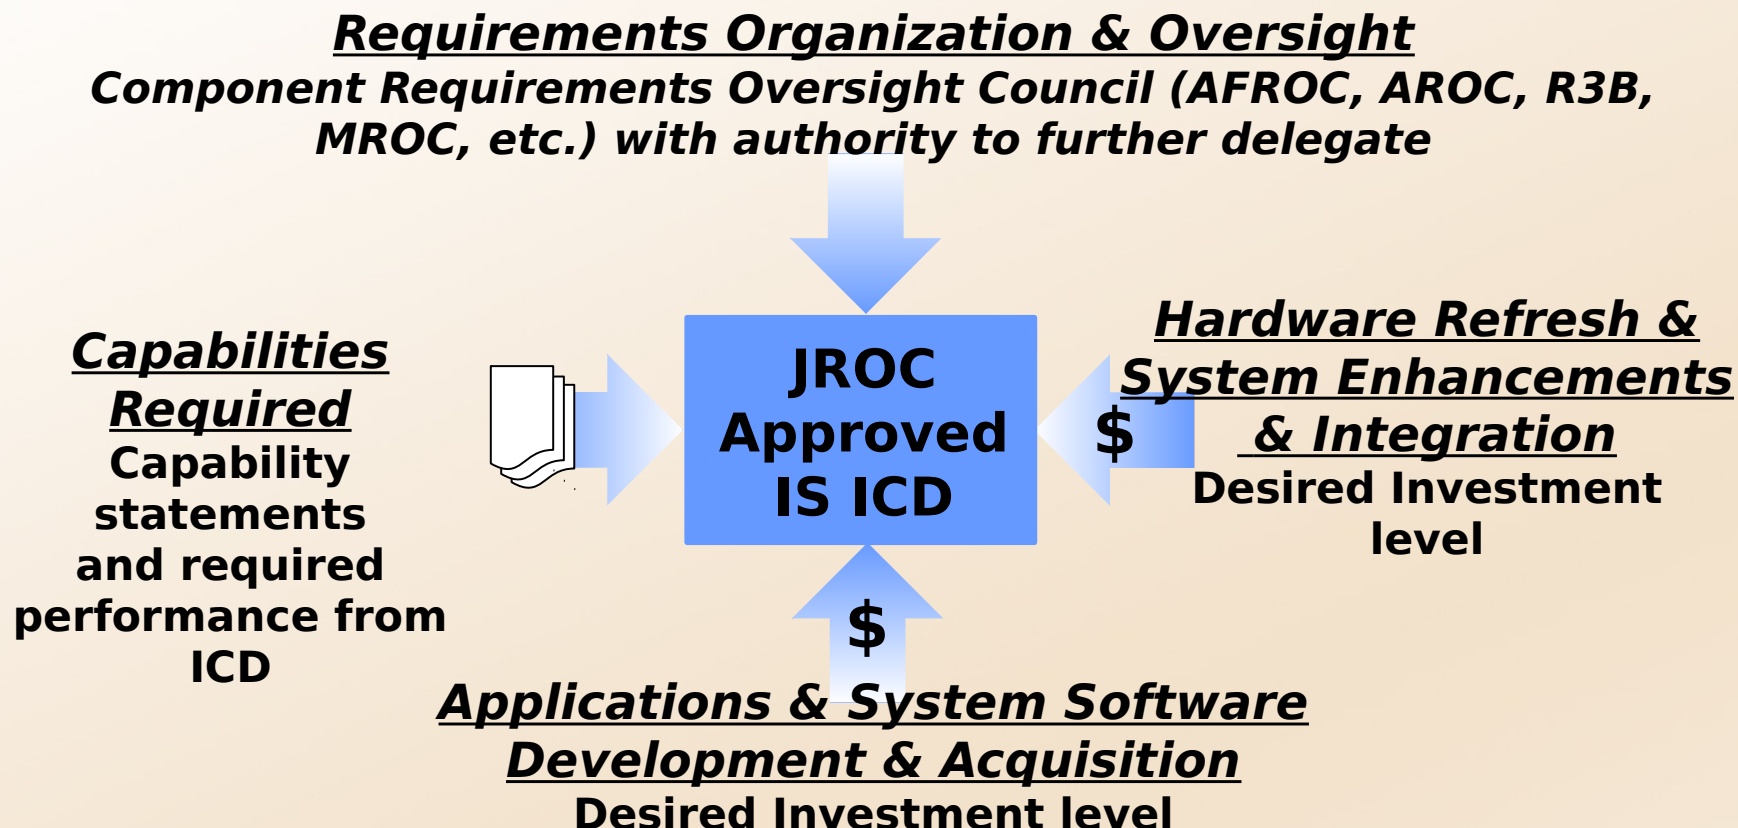 Requirements Organization & Oversight
Component Requirements Oversight Council (AFROC, AROC, R3B,
MROC, etc.) with authority to further delegate
Capabilities
Required
Capability
statements
and required
performance from
ICD
JROC
Approved
IS ICD
$
Hardware Refresh &
System Enhancements
& Integration
Desired Investment
level
$
Applications & System Software
Development & Acquisition
Desired Investment level